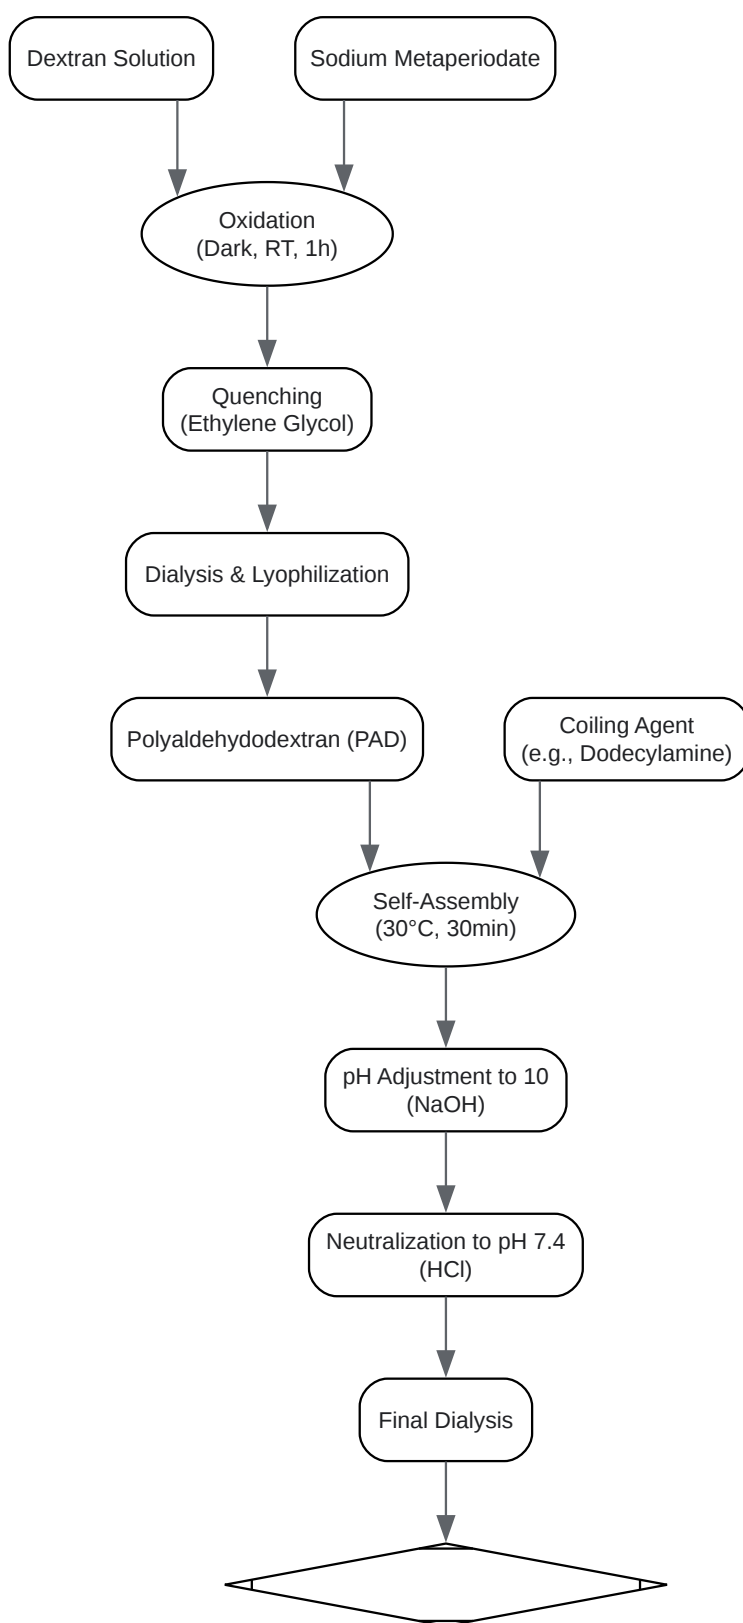 Dextran Solution
Sodium Metaperiodate
Oxidation
(Dark, RT, 1h)
Quenching
(Ethylene Glycol)
Dialysis & Lyophilization
Polyaldehydodextran (PAD)
Coiling Agent
(e.g., Dodecylamine)
Self-Assembly
(30°C, 30min)
pH Adjustment to 10
(NaOH)
Neutralization to pH 7.4
(HCl)
Final Dialysis